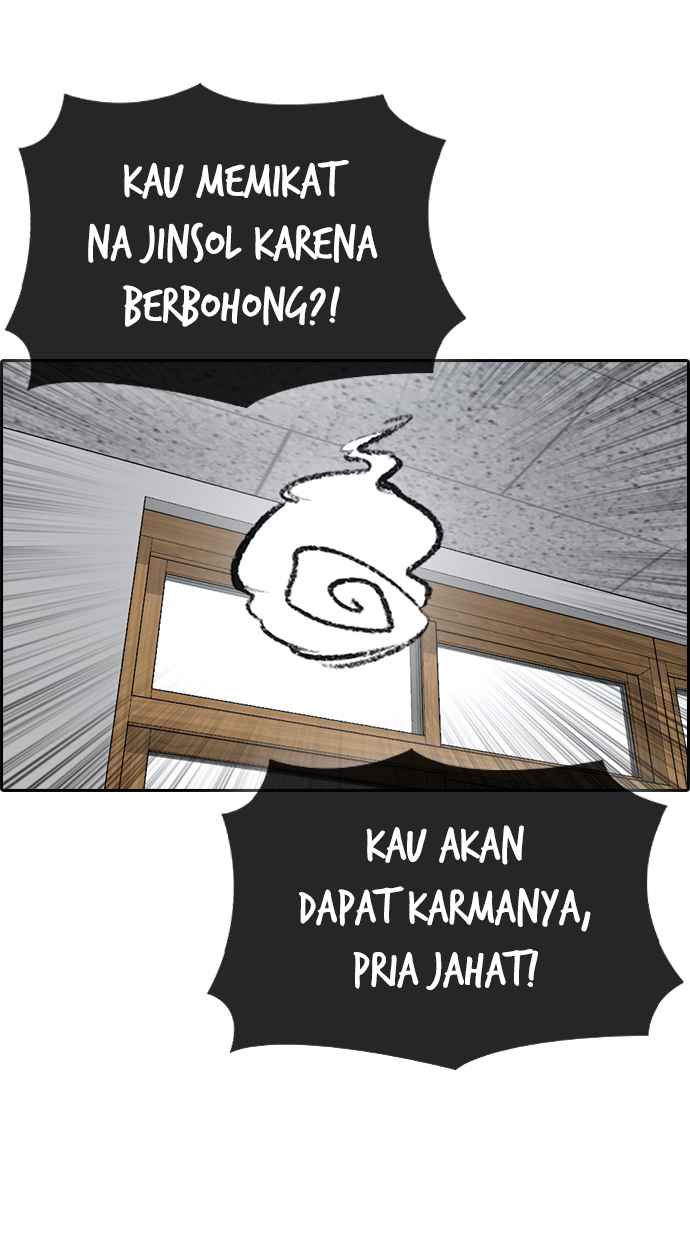 KAU MEMIKAT
NA JINSOL KARENA
BERBOHONG?!
KAU AKAN
DAPAT KARMANYA,
PRIA JAHAT!